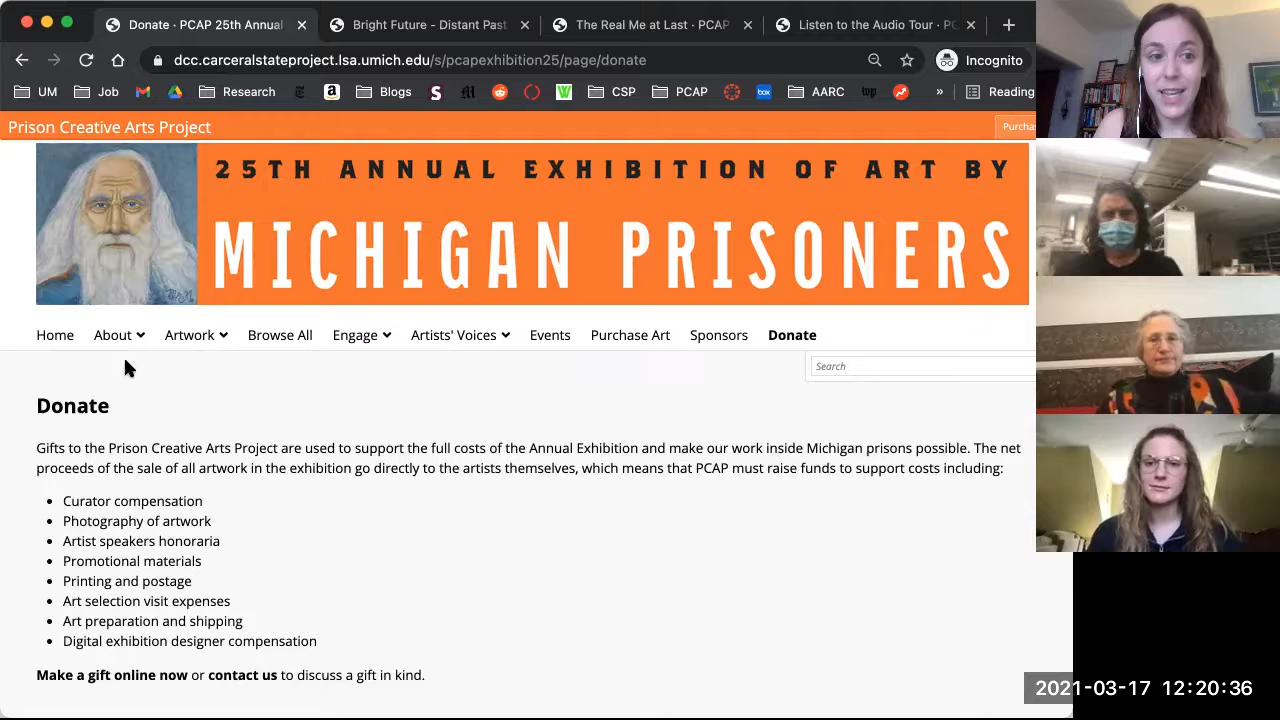 Donate · PCAP 25th Annual
Bright Future - Distant Past
The Real Me at Last · PCAP
Listen to the Audio Tour · PC
dcc.carceralstateproject.lsa.umich.edu/s/pcapexhibition25/page/donate
Incognito
UM
Job
Research
Blogs
CSP
PCAP
box
AARC
wp
»
Reading
Prison Creative Arts Project
Purchas
25TH ANNUAL EXHIBITION OF ART BY
MICHIGAN PRISONERS
Home
About
Artwork
Browse All
Engage
Artists' Voices
Events
Purchase Art
Sponsors
Donate
Search
Donate
Gifts to the Prison Creative Arts Project are used to support the full costs of the Annual Exhibition and make our work inside Michigan prisons possible. The net
proceeds of the sale of all artwork in the exhibition go directly to the artists themselves, which means that PCAP must raise funds to support costs including:
• Curator compensation
• Photography of artwork
• Artist speakers honoraria
• Promotional materials
• Printing and postage
• Art selection visit expenses
• Art preparation and shipping
• Digital exhibition designer compensation
Make a gift online now or contact us to discuss a gift in kind.
2021-03-17 12:20:36